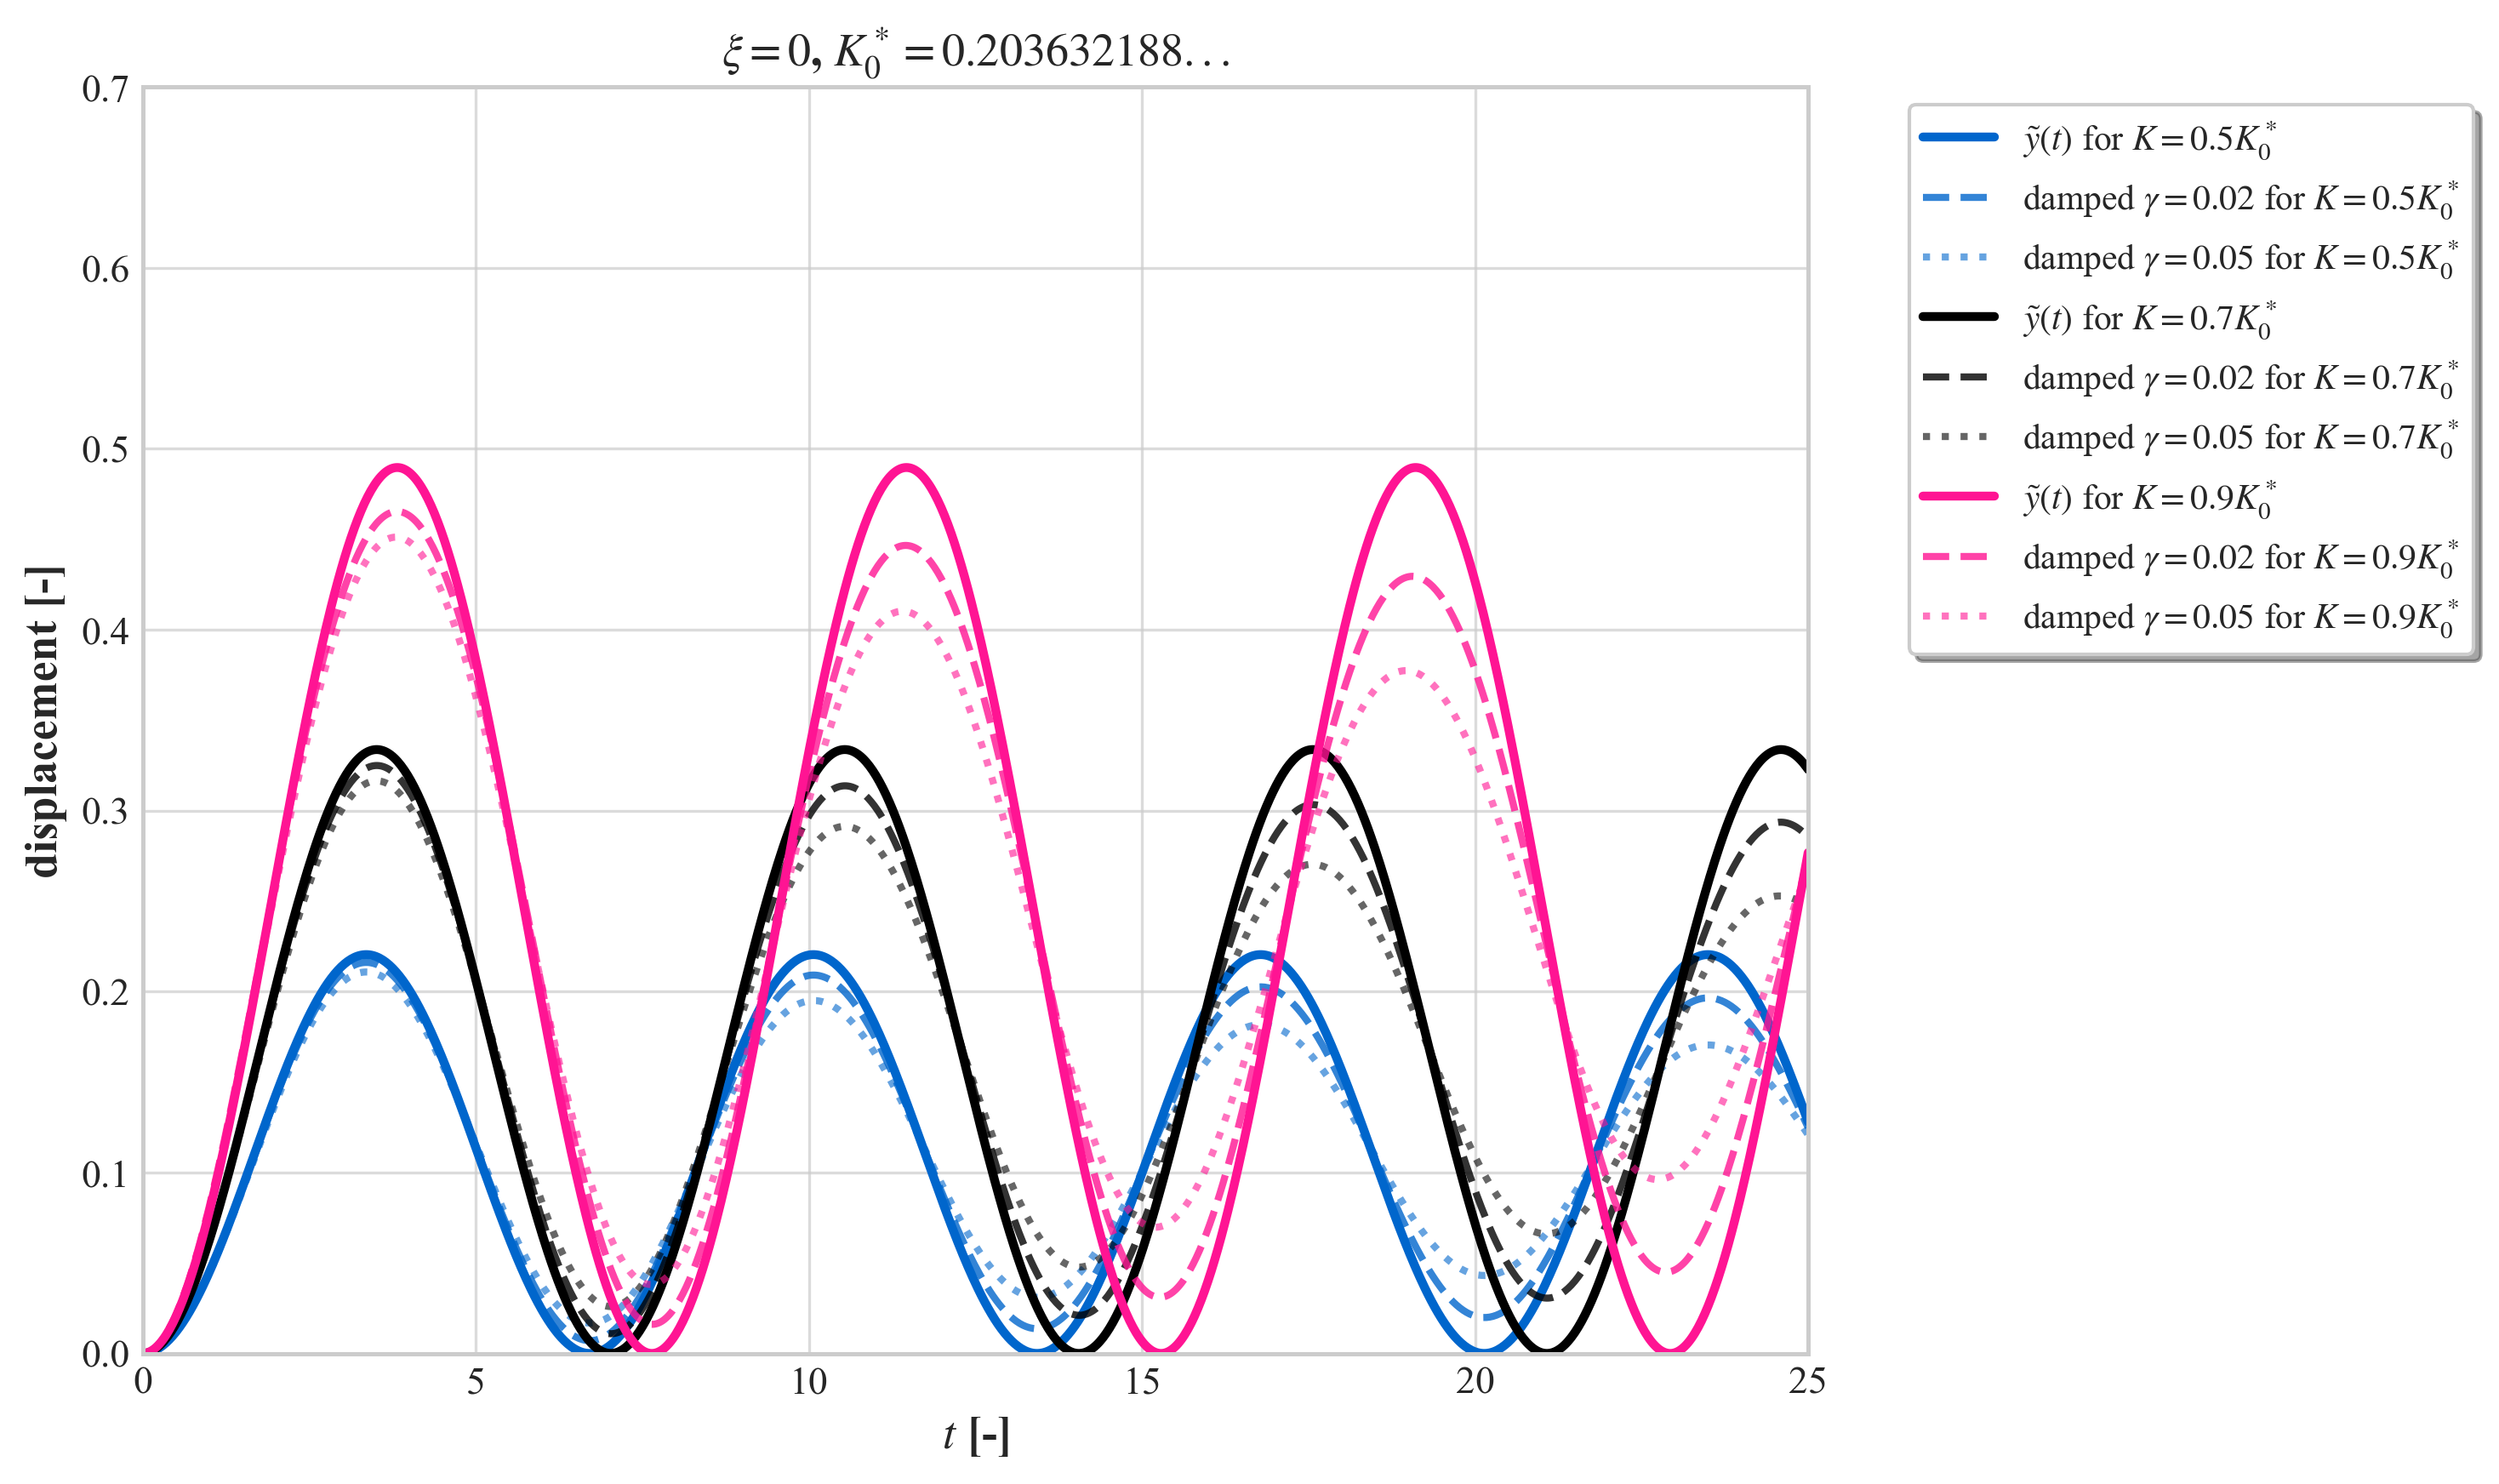 ξ = 0, K₀* = 0.203632188…
0.7
0.6
0.5
0.4
0.3
0.2
0.1
0.0
displacement [-]
0 5 10 15 20 25
t [-]
ỹ(t) for K = 0.5K₀*
damped γ = 0.02 for K = 0.5K₀*
damped γ = 0.05 for K = 0.5K₀*
ỹ(t) for K = 0.7K₀*
damped γ = 0.02 for K = 0.7K₀*
damped γ = 0.05 for K = 0.7K₀*
ỹ(t) for K = 0.9K₀*
damped γ = 0.02 for K = 0.9K₀*
damped γ = 0.05 for K = 0.9K₀*